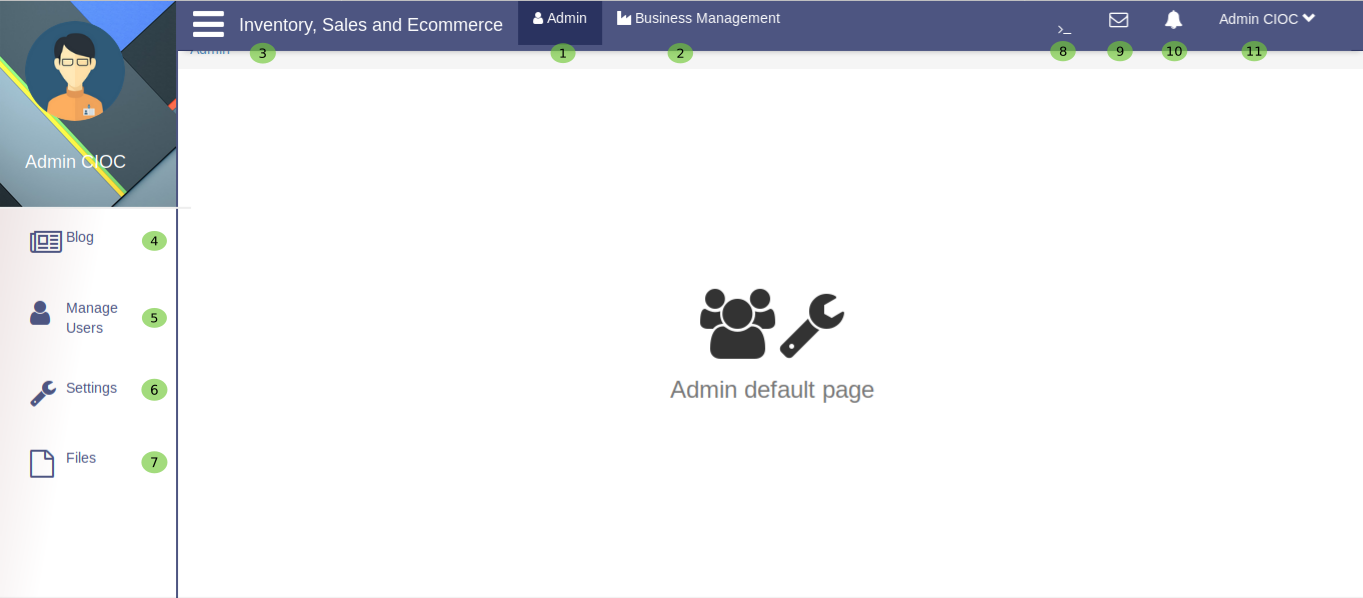 Inventory, Sales and Ecommerce
Admin
Business Management
>_
Admin CIOC
Admin
3
1
2
8
9
10
11
Admin CIOC
Blog
4
Manage
Users
5
Settings
6
Files
7
Admin default page